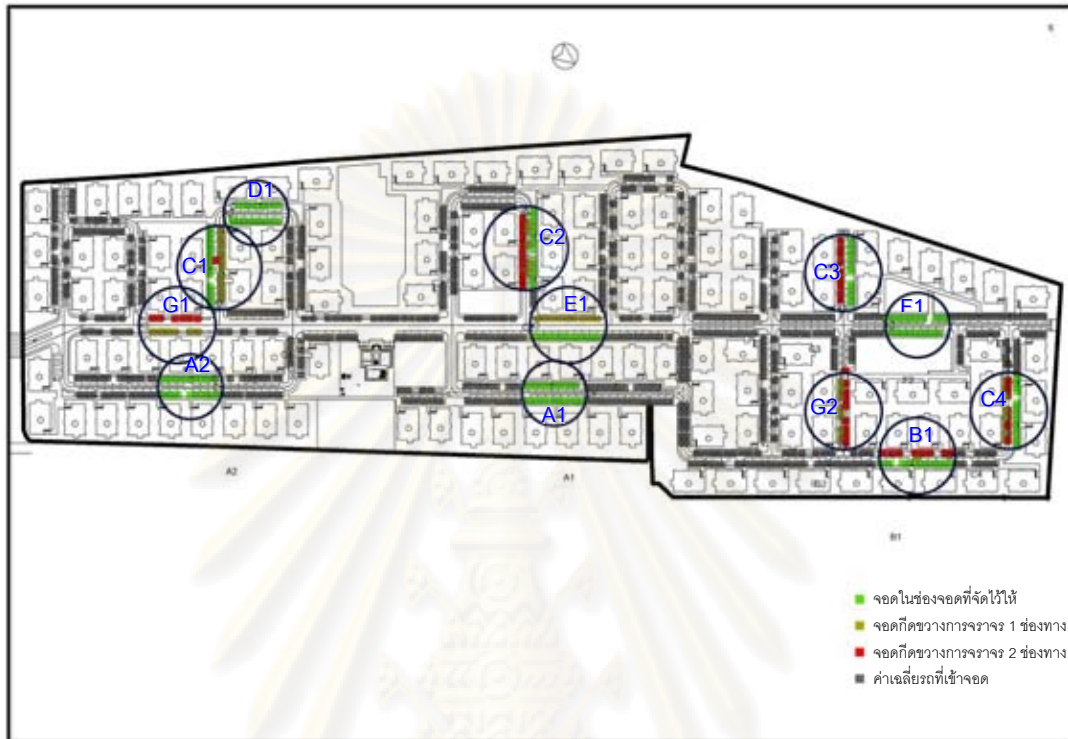 D1
C2
C1
C3
G1
E1
F1
A2
A1
G2
C4
B1
A2
A1
B1
จอดในช่องจอดที่จัดไว้ให้
จอดกีดขวางการจราจร 1 ช่องทาง
จอดกีดขวางการจราจร 2 ช่องทาง
ค่าเฉลี่ยรถที่เข้าจอด